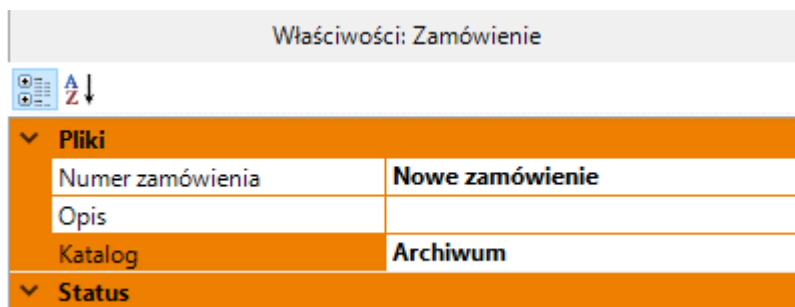 Właściwości: Zamówienie
A
Z
Pliki
Numer zamówienia Nowe zamówienie
Opis
Katalog Archiwum
Status